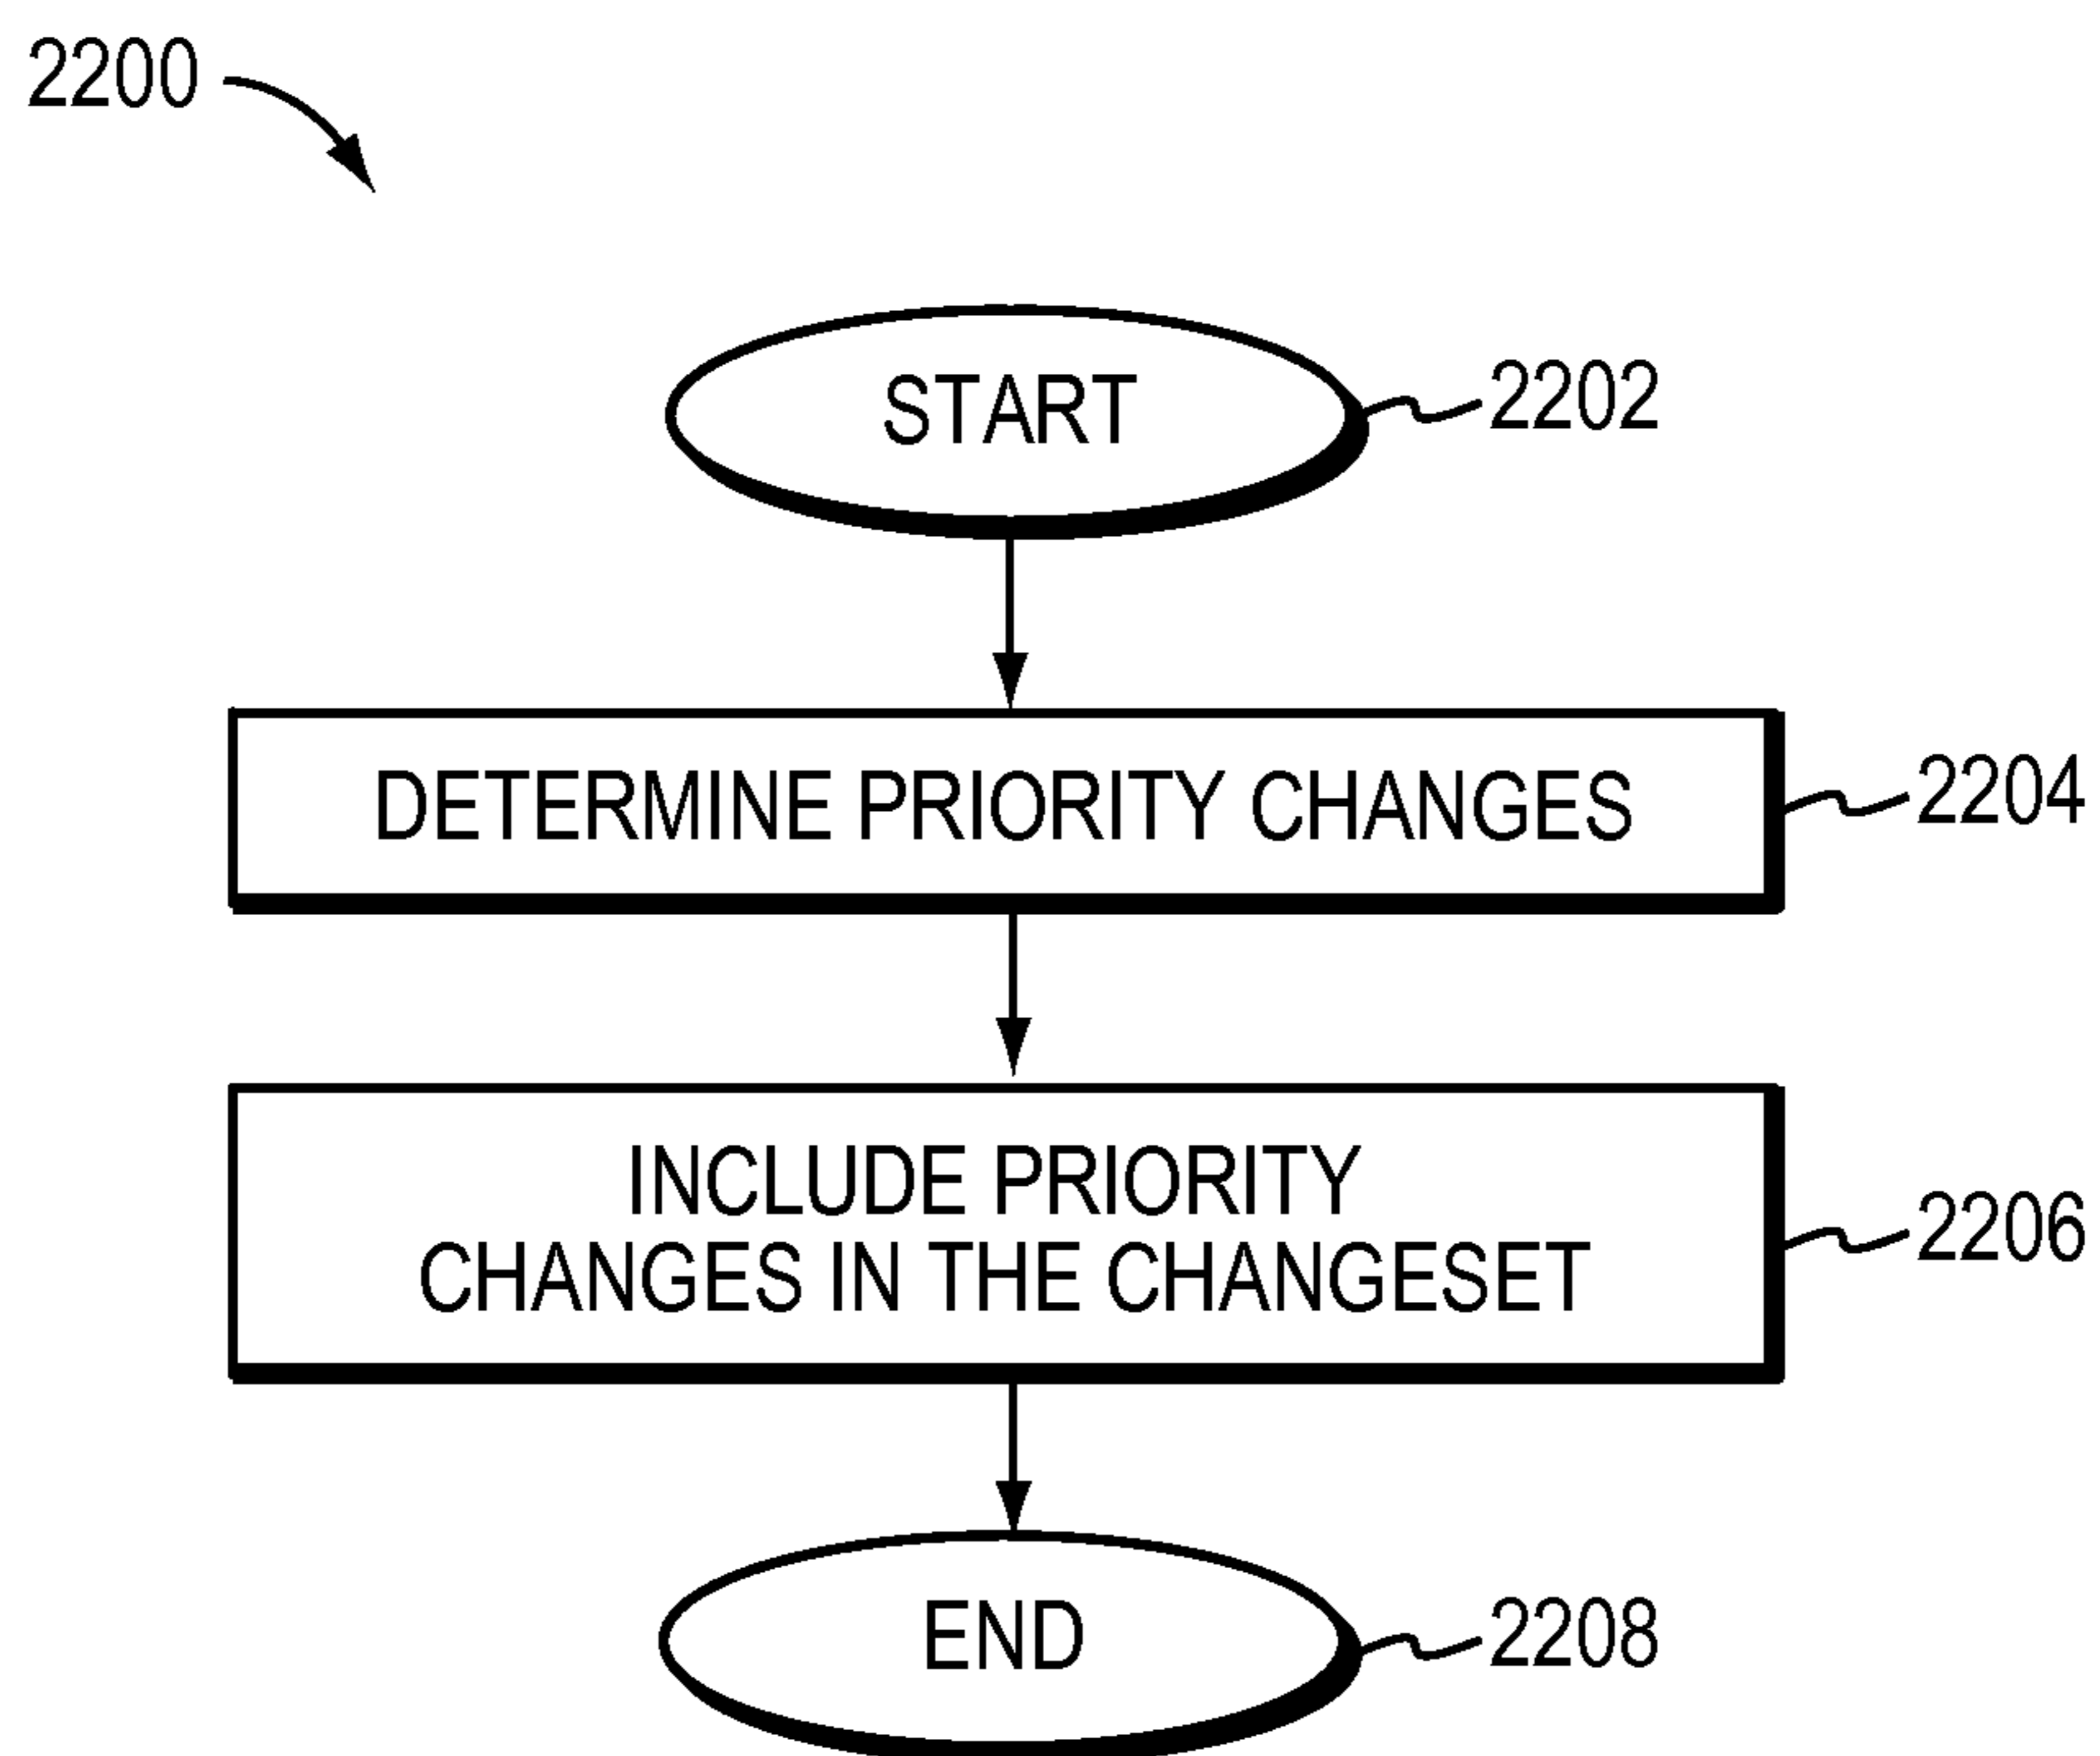 2200
START
2202
DETERMINE PRIORITY CHANGES
2204
INCLUDE PRIORITY
CHANGES IN THE CHANGESET
2206
END
2208